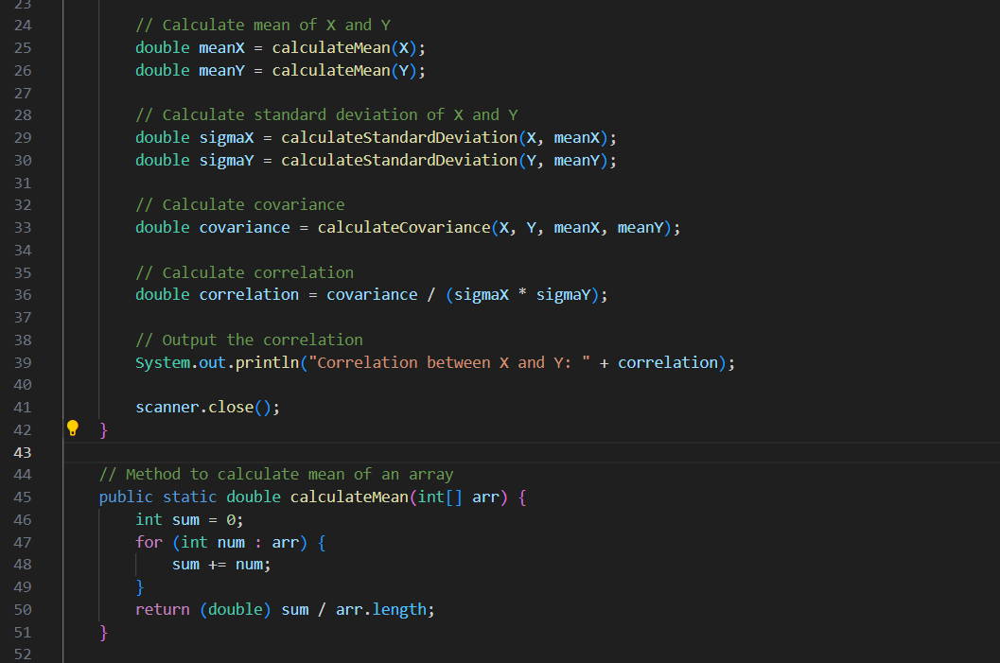 23
24 // Calculate mean of X and Y
25 double meanX = calculateMean(X);
26 double meanY = calculateMean(Y);
27
28 // Calculate standard deviation of X and Y
29 double sigmaX = calculateStandardDeviation(X, meanX);
30 double sigmaY = calculateStandardDeviation(Y, meanY);
31
32 // Calculate covariance
33 double covariance = calculateCovariance(X, Y, meanX, meanY);
34
35 // Calculate correlation
36 double correlation = covariance / (sigmaX * sigmaY);
37
38 // Output the correlation
39 System.out.println("Correlation between X and Y: " + correlation);
40
41 scanner.close();
42 }
43
44 // Method to calculate mean of an array
45 public static double calculateMean(int[] arr) {
46 int sum = 0;
47 for (int num : arr) {
48 sum += num;
49 }
50 return (double) sum / arr.length;
51 }
52